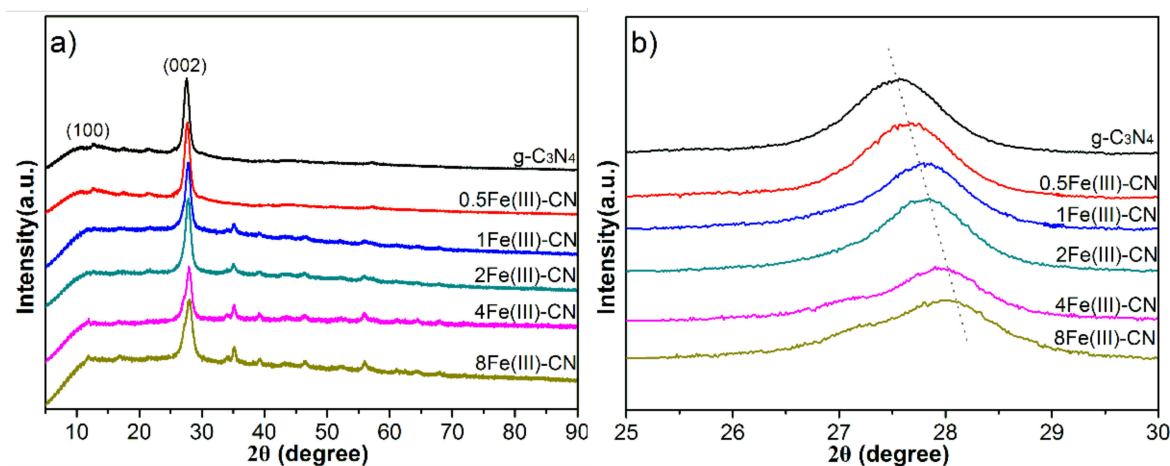 a)
(002)
(100)
g-C₃N₄
0.5Fe(III)-CN
1Fe(III)-CN
2Fe(III)-CN
4Fe(III)-CN
8Fe(III)-CN
Intensity(a.u.)
10 20 30 40 50 60 70 80 90
2θ (degree)
b)
g-C₃N₄
0.5Fe(III)-CN
1Fe(III)-CN
2Fe(III)-CN
4Fe(III)-CN
8Fe(III)-CN
Intensity(a.u.)
25 26 27 28 29 30
2θ (degree)